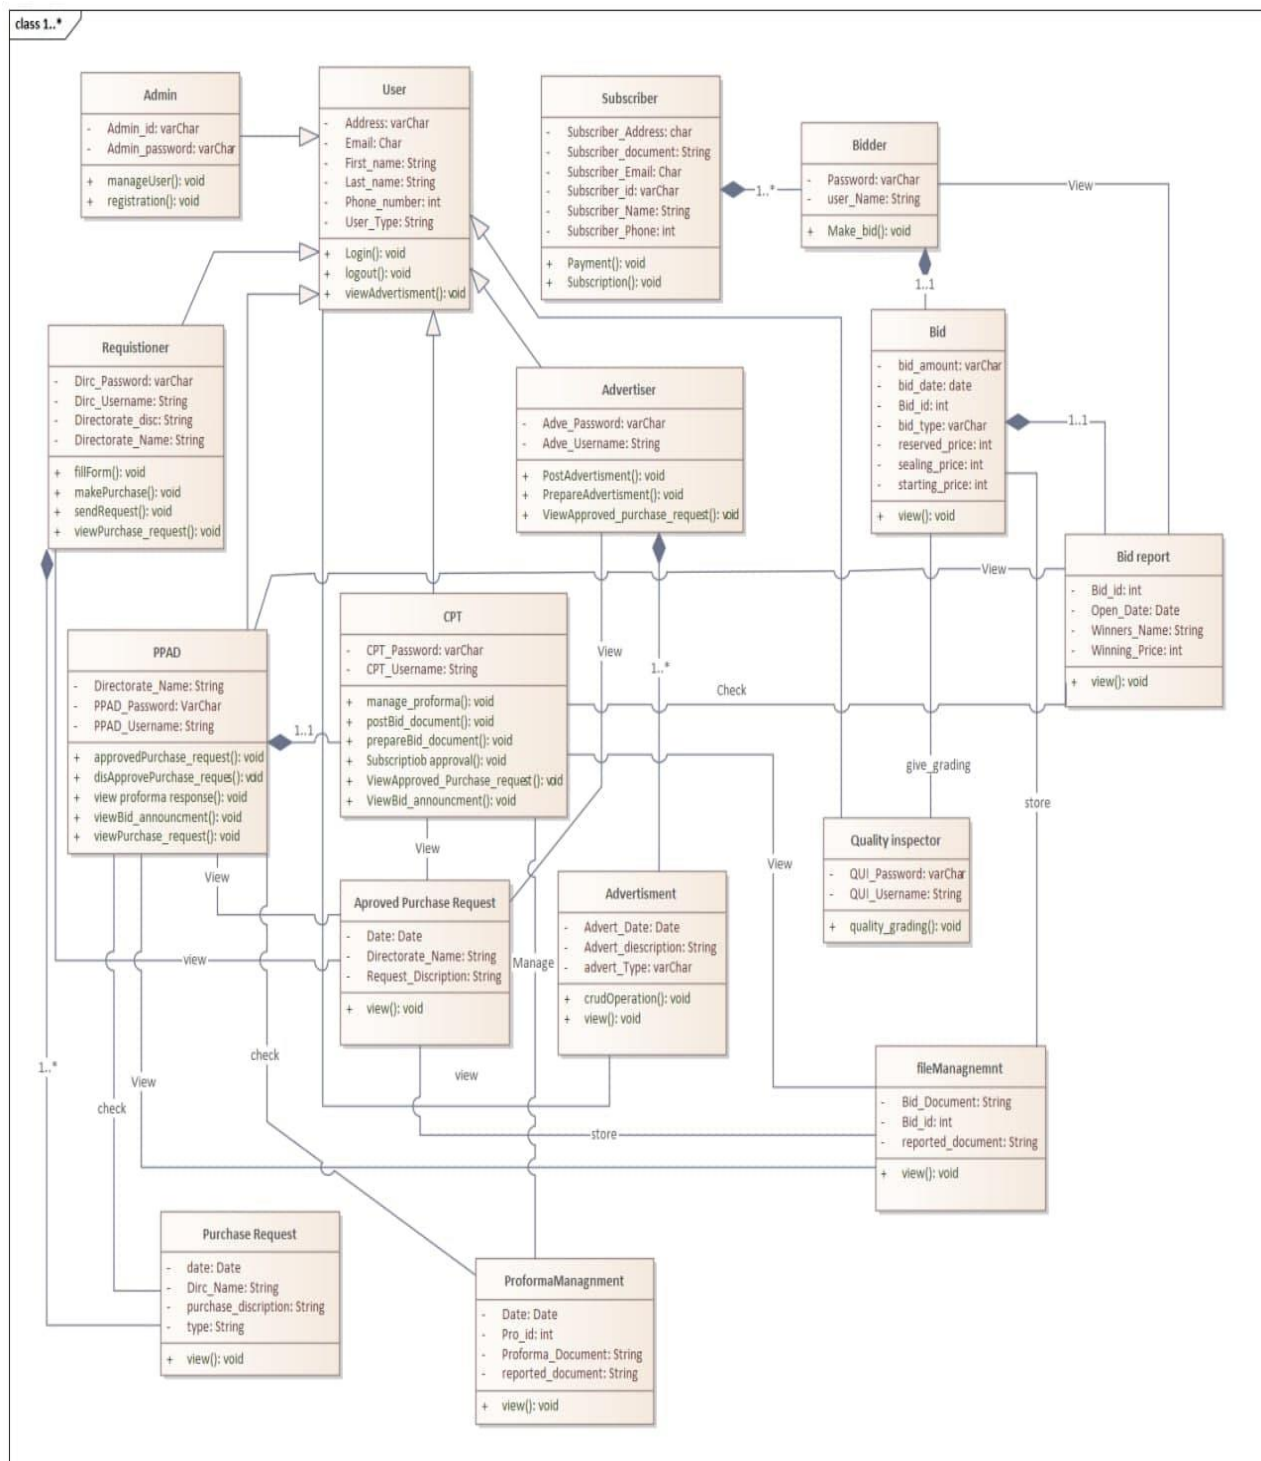 class 1..*
Admin
- Admin_id: varChar
- Admin_password: varChar
+ manageUser(): void
+ registration(): void
User
- Address: varChar
- Email: Char
- First_name: String
- Last_name: String
- Phone_number: int
- User_Type: String
+ Login(): void
+ logout(): void
+ viewAdvertisment(): void
Subscriber
- Subscriber_Address: char
- Subscriber_document: String
- Subscriber_Email: Char
- Subscriber_id: varChar
- Subscriber_Name: String
- Subscriber_Phone: int
+ Payment(): void
+ Subscription(): void
1..*
Bidder
- Password: varChar
- user_Name: String
+ Make_bid(): void
View
1..1
Requistioner
- Dirc_Password: varChar
- Dirc_Username: String
- Directorate_disc: String
- Directorate_Name: String
+ fillForm(): void
+ makePurchase(): void
+ sendRequest(): void
+ viewPurchase_request(): void
Advertiser
- Adve_Password: varChar
- Adve_Username: String
+ PostAdvertisment(): void
+ PrepareAdvertisment(): void
+ ViewApproved_purchase_request(): void
Bid
- bid_amount: varChar
- bid_date: date
- Bid_id: int
- bid_type: varChar
- reserved_price: int
- sealing_price: int
- starting_price: int
+ view(): void
1..1
View
Bid report
- Bid_id: int
- Open_Date: Date
- Winners_Name: String
- Winning_Price: int
+ view(): void
PPAD
- Directorate_Name: String
- PPAD_Password: VarChar
- PPAD_Username: String
+ approvedPurchase_request(): void
+ disApprovePurchase_reques(): void
+ view proforma response(): void
+ viewBid_announcment(): void
+ viewPurchase_request(): void
1..1
CPT
- CPT_Password: varChar
- CPT_Username: String
+ manage_proforma(): void
+ postBid_document(): void
+ prepareBid_document(): void
+ Subscriptiob approval(): void
+ ViewApproved_Purchase_request(): void
+ ViewBid_announcment(): void
View
1..*
Check
give_grading
store
View
View
View
Quality inspector
- QUI_Password: varChar
- QUI_Username: String
+ quality_grading(): void
Aproved Purchase Request
- Date: Date
- Directorate_Name: String
- Request_Discription: String
+ view(): void
Manage
Advertisment
- Advert_Date: Date
- Advert_diescription: String
- advert_Type: varChar
+ crudOperation(): void
+ view(): void
view
1..*
check
View
check
view
store
fileManagnemnt
- Bid_Document: String
- Bid_id: int
- reported_document: String
+ view(): void
Purchase Request
- date: Date
- Dirc_Name: String
- purchase_discription: String
- type: String
+ view(): void
ProformaManagnment
- Date: Date
- Pro_id: int
- Proforma_Document: String
- reported_document: String
+ view(): void